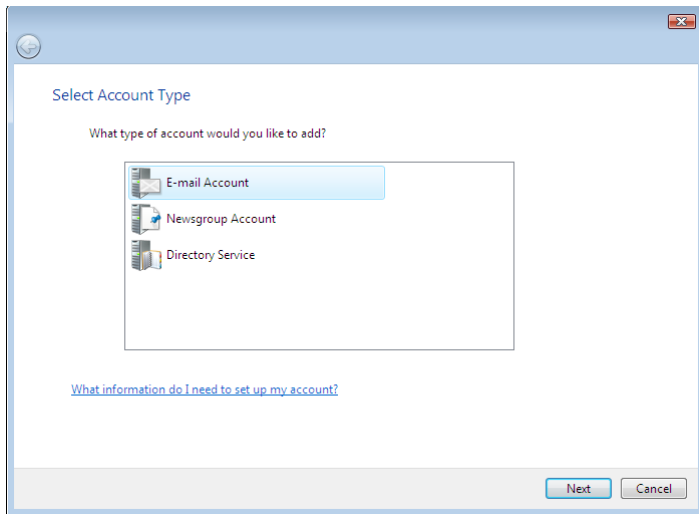 Select Account Type
What type of account would you like to add?
E-mail Account
Newsgroup Account
Directory Service
What information do I need to set up my account?
Next
Cancel